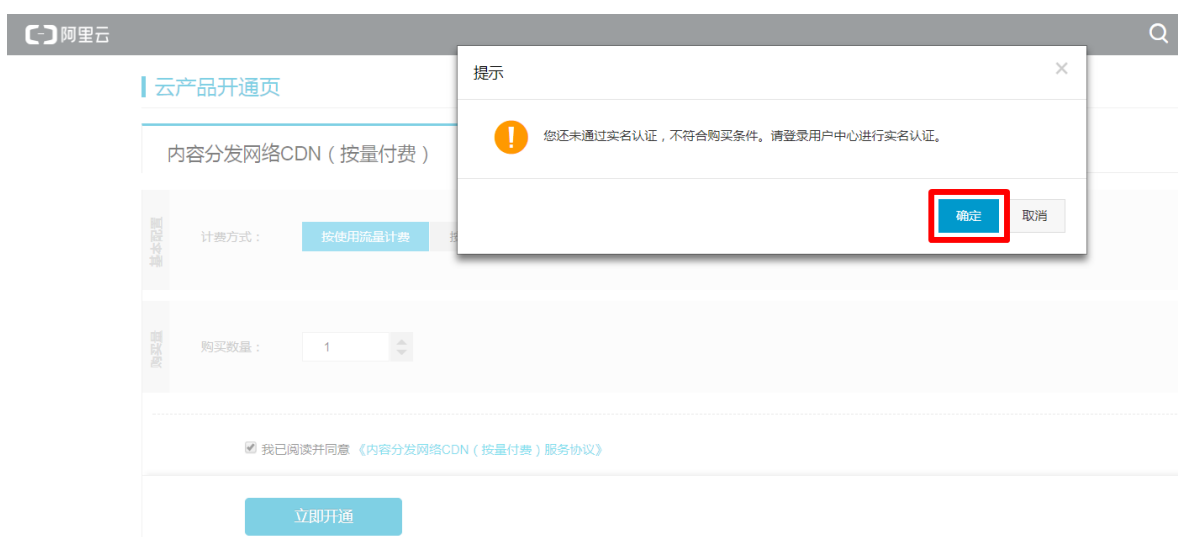 阿里云
提示
云产品开通页
您还未通过实名认证，不符合购买条件。请登录用户中心进行实名认证。
内容分发网络CDN（按量付费）
确定 取消
基本配置
计费方式： 按使用流量计费 按
购买量
购买数量： 1
我已阅读并同意 《内容分发网络CDN（按量付费）服务协议》
立即开通